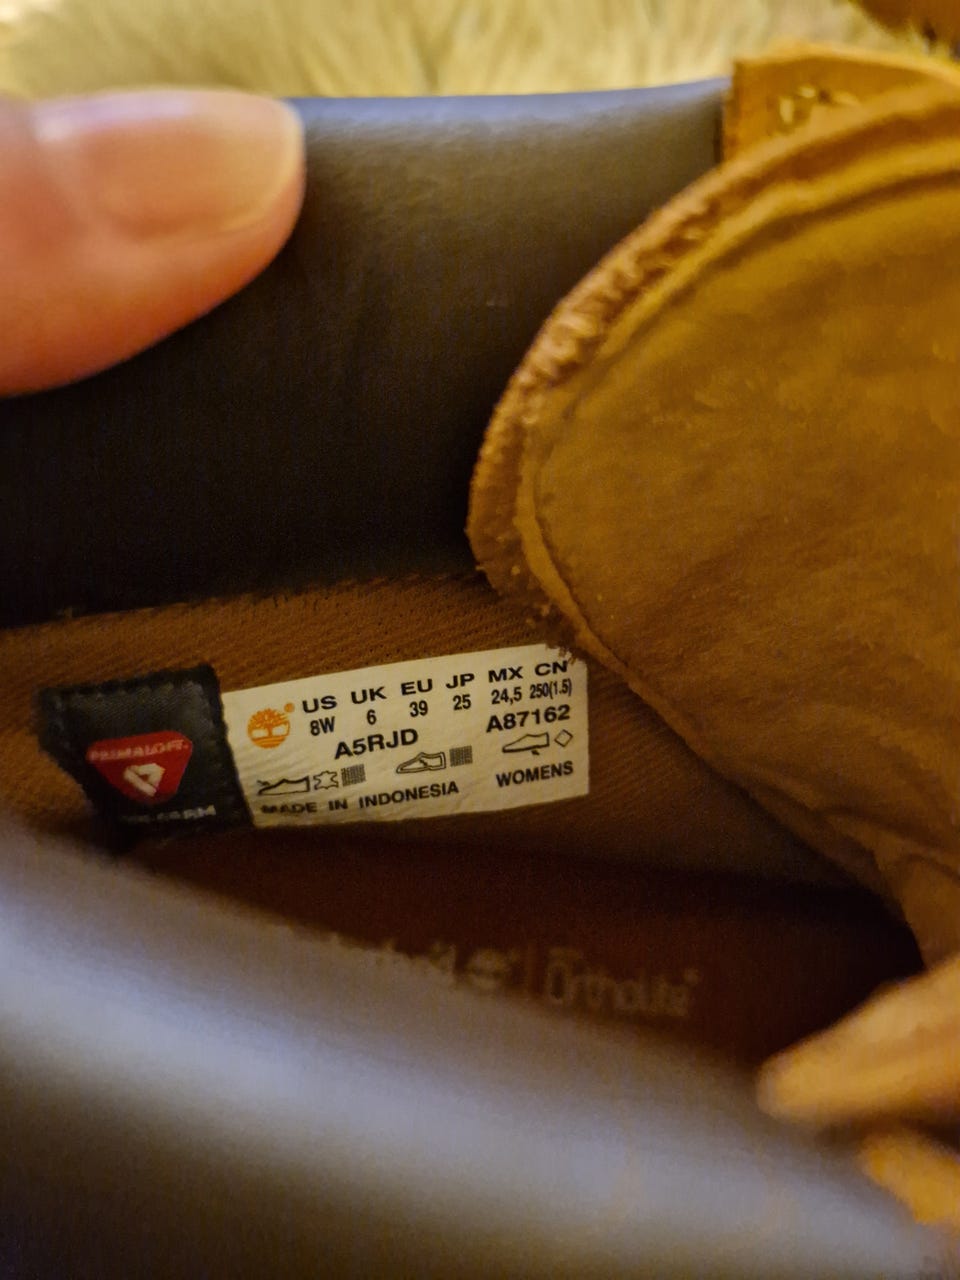 US UK EU JP MX CN
8W 6 39 25 24,5 250(1.5)
A5RJD A87162
WOMENS
MADE IN INDONESIA
PRIMALOFT
OrthoLite®